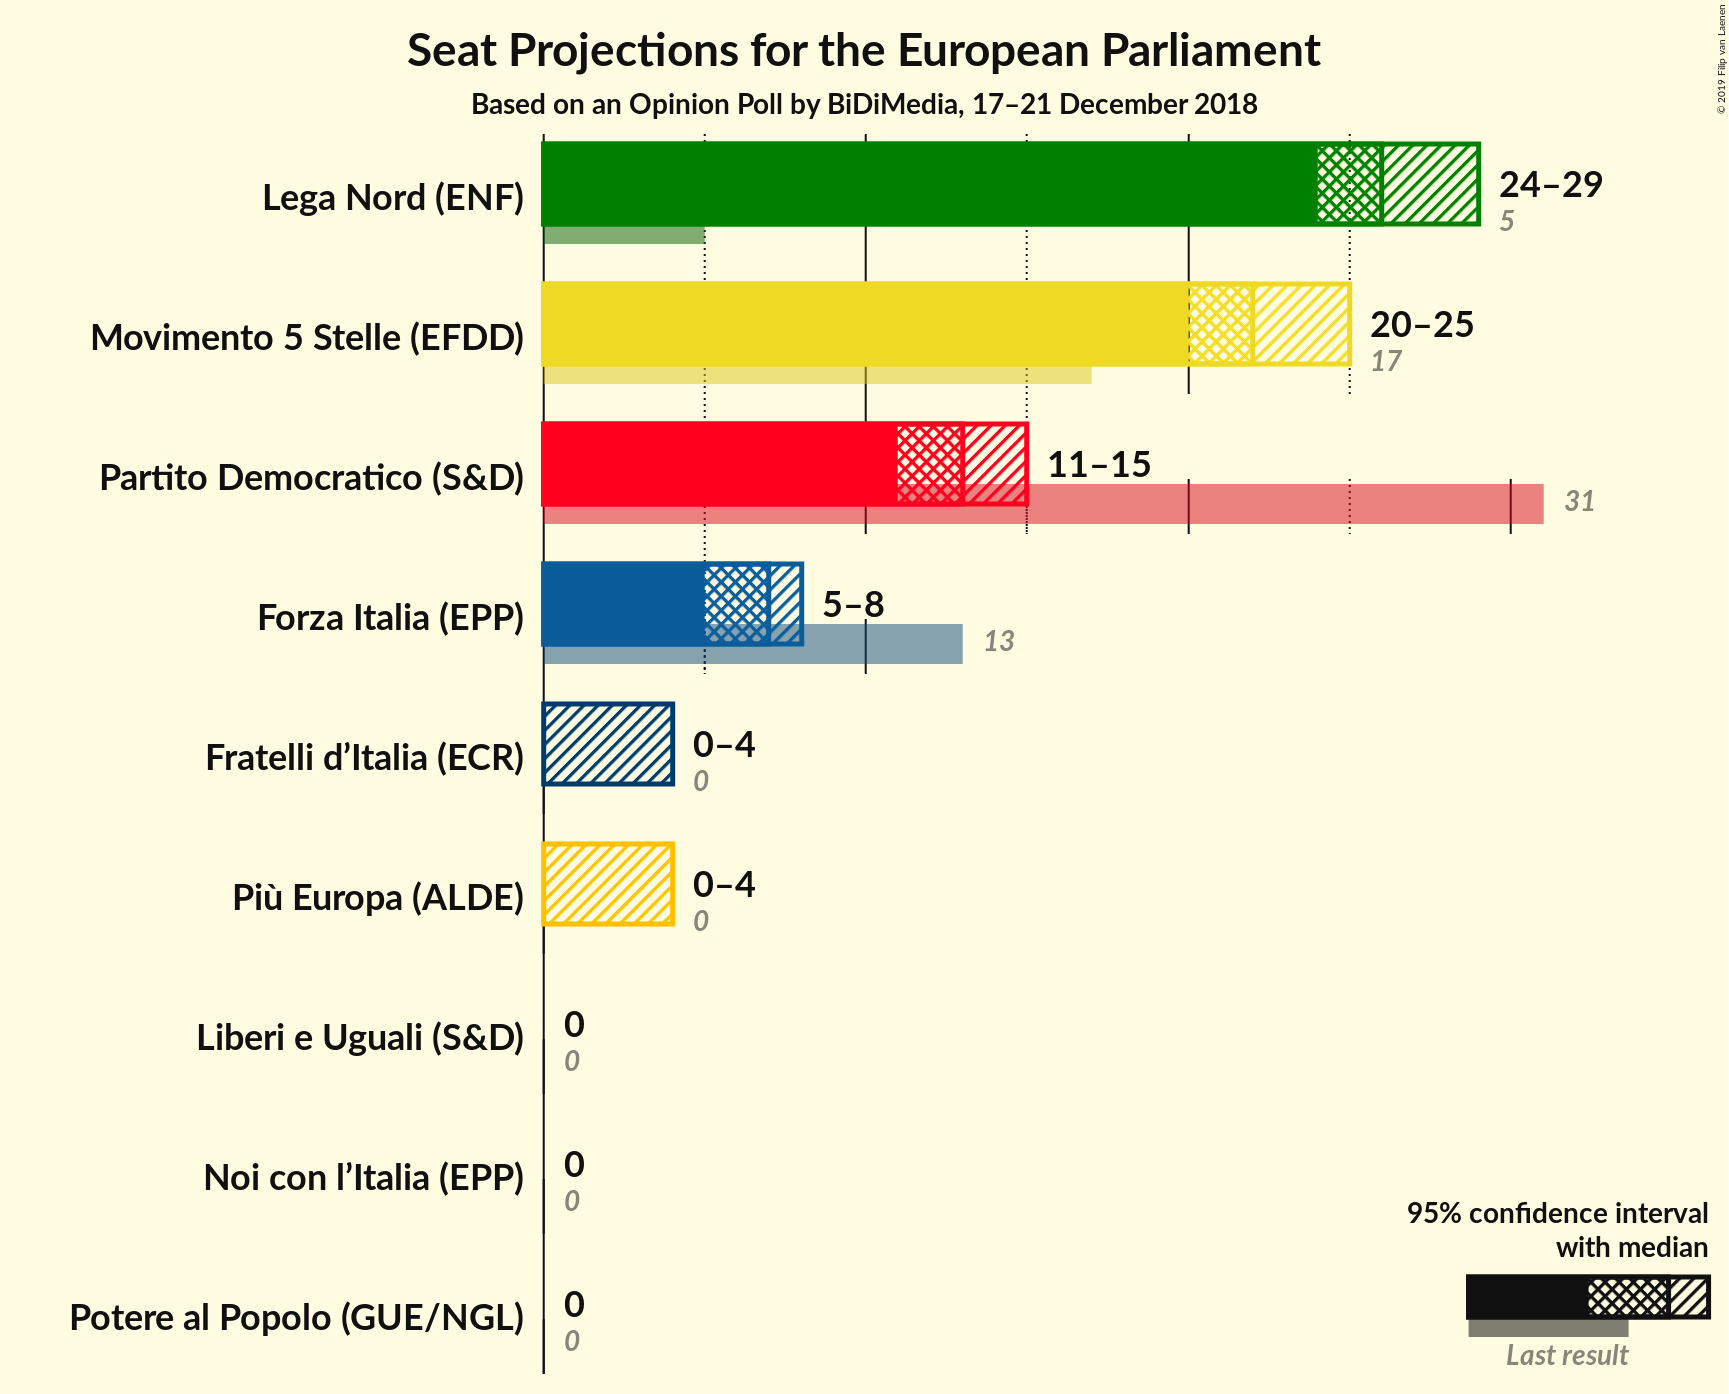 Seat Projections for the European Parliament
Based on an Opinion Poll by BiDiMedia, 17–21 December 2018
© 2019 Filip van Laenen
Lega Nord (ENF)
24–29
5
Movimento 5 Stelle (EFDD)
20–25
17
Partito Democratico (S&D)
11–15
31
Forza Italia (EPP)
5–8
13
Fratelli d’Italia (ECR)
0–4
0
Più Europa (ALDE)
0–4
0
Liberi e Uguali (S&D)
0
0
Noi con l’Italia (EPP)
0
0
Potere al Popolo (GUE/NGL)
0
0
95% confidence interval
with median
Last result